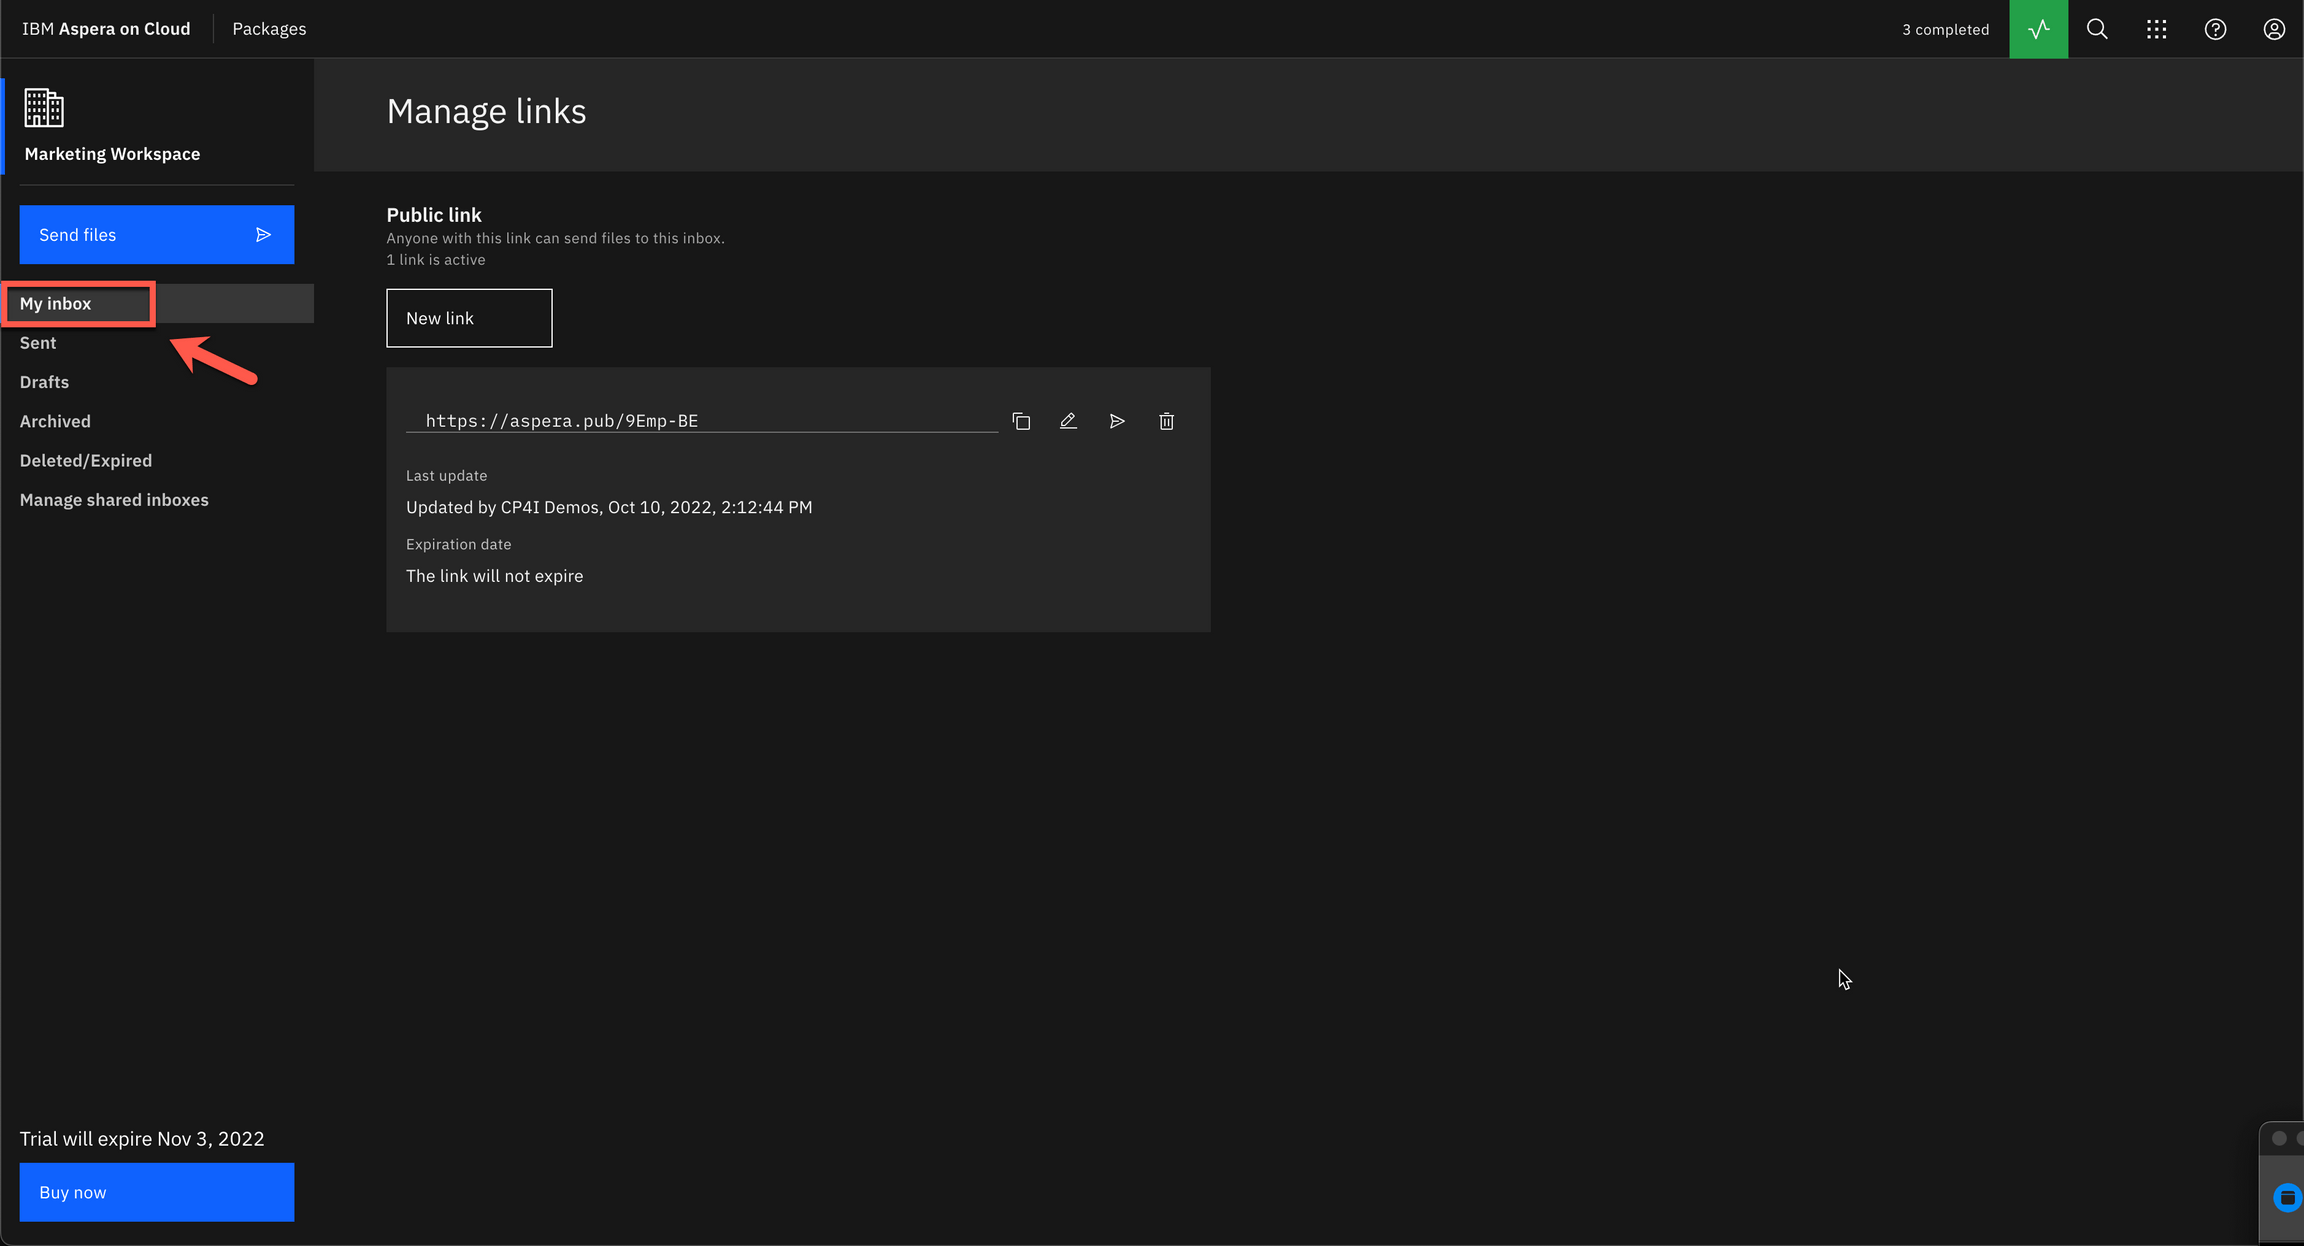 IBM Aspera on Cloud
Packages
3 completed
Marketing Workspace
Send files
My inbox
Sent
Drafts
Archived
Deleted/Expired
Manage shared inboxes
Manage links
Public link
Anyone with this link can send files to this inbox.
1 link is active
New link
https://aspera.pub/9Emp-BE
Last update
Updated by CP4I Demos, Oct 10, 2022, 2:12:44 PM
Expiration date
The link will not expire
Trial will expire Nov 3, 2022
Buy now